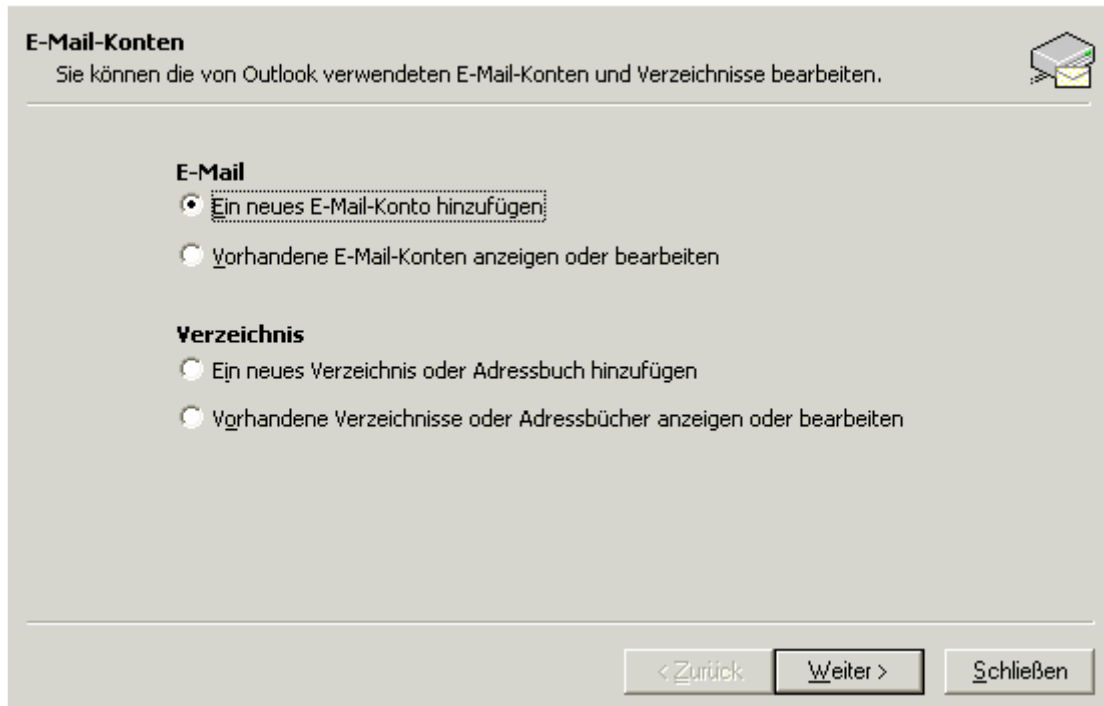 E-Mail-Konten
Sie können die von Outlook verwendeten E-Mail-Konten und Verzeichnisse bearbeiten.
E-Mail
Ein neues E-Mail-Konto hinzufügen
Vorhandene E-Mail-Konten anzeigen oder bearbeiten
Verzeichnis
Ein neues Verzeichnis oder Adressbuch hinzufügen
Vorhandene Verzeichnisse oder Adressbücher anzeigen oder bearbeiten
< Zurück Weiter > Schließen